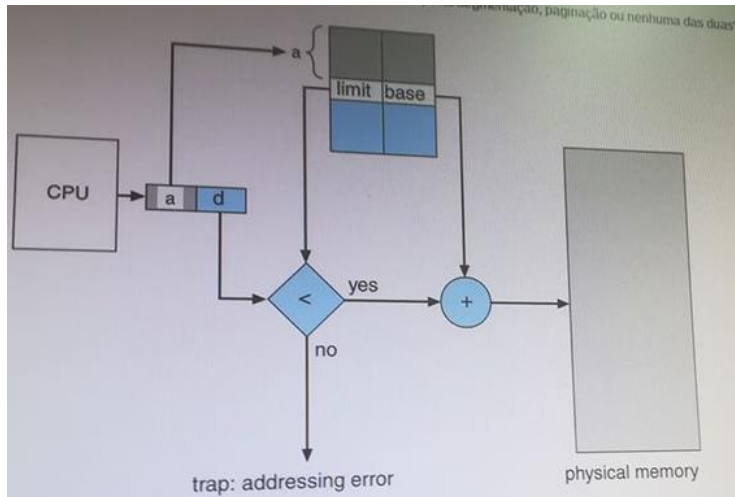 segmentação, paginação ou nenhuma das duas
a
limit base
CPU
a d
<
yes
+
no
trap: addressing error
physical memory